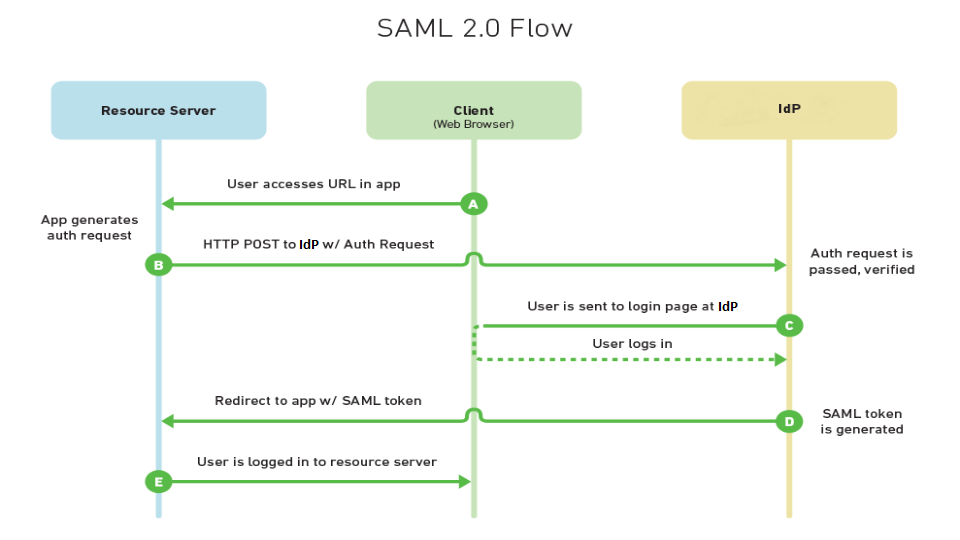 SAML 2.0 Flow
Resource Server
Client
(Web Browser)
IdP
User accesses URL in app
A
App generates
auth request
HTTP POST to IdP w/ Auth Request
B
Auth request is
passed, verified
User is sent to login page at IdP
C
User logs in
Redirect to app w/ SAML token
D
SAML token
is generated
User is logged in to resource server
E